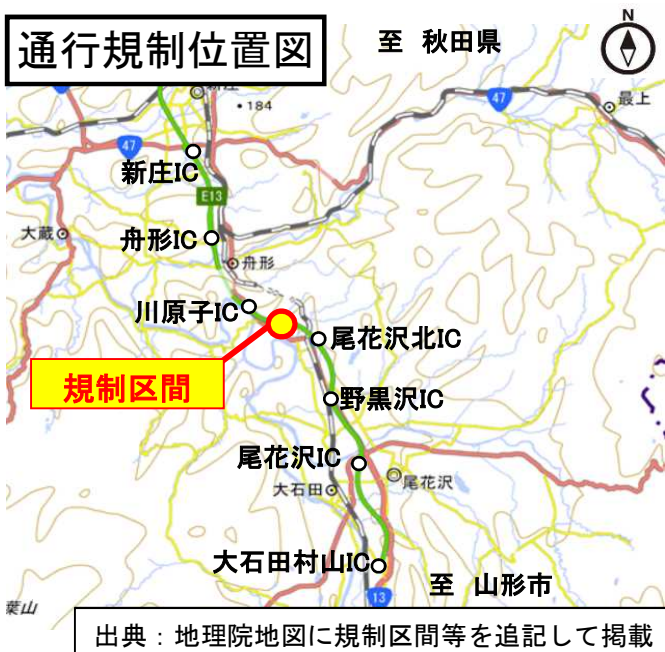 通行規制位置図
至 秋田県
N
新庄
・184
47
最上
47
新庄IC
E13
大蔵
舟形IC
舟形
川原子IC
尾花沢北IC
規制区間
野黒沢IC
尾花沢IC
尾花沢
大石田
大石田村山IC
至 山形市
葉山
13
出典：地理院地図に規制区間等を追記して掲載